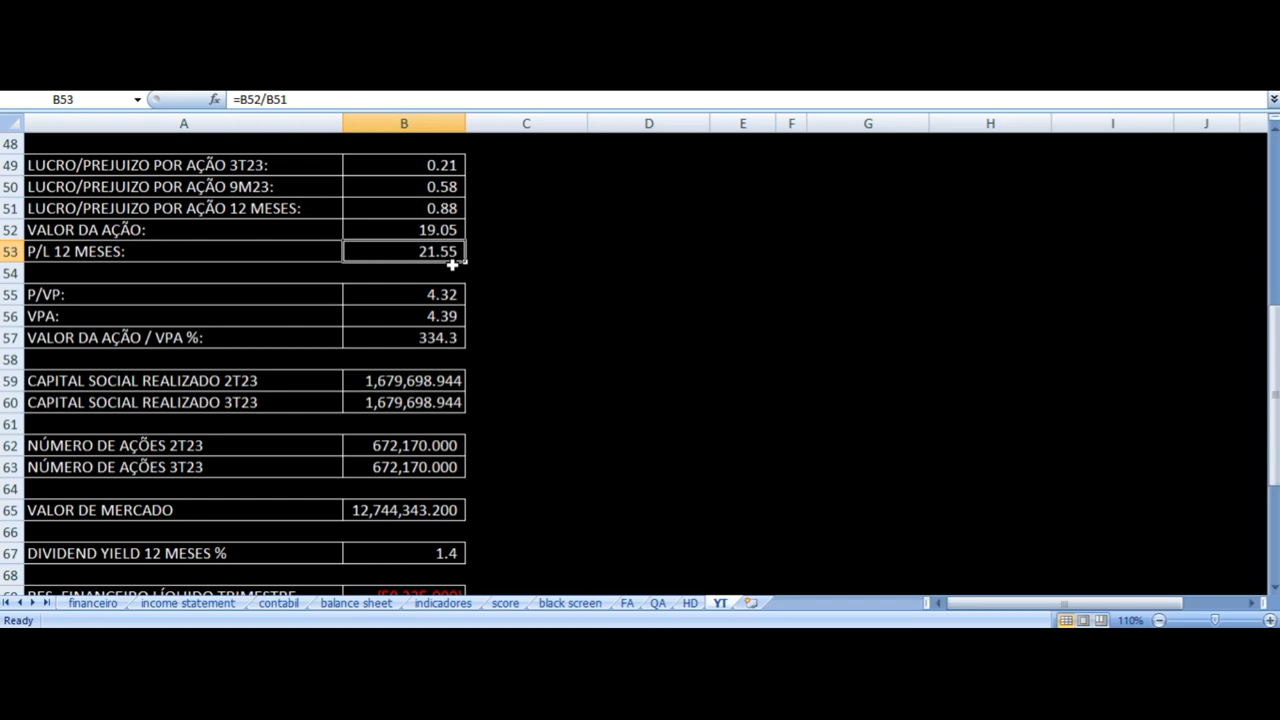 B53 fx =B52/B51
A B C D E F G H I J
48
49 LUCRO/PREJUIZO POR AÇÃO 3T23: 0.21
50 LUCRO/PREJUIZO POR AÇÃO 9M23: 0.58
51 LUCRO/PREJUIZO POR AÇÃO 12 MESES: 0.88
52 VALOR DA AÇÃO: 19.05
53 P/L 12 MESES: 21.55
54
55 P/VP: 4.32
56 VPA: 4.39
57 VALOR DA AÇÃO / VPA %: 334.3
58
59 CAPITAL SOCIAL REALIZADO 2T23 1,679,698.944
60 CAPITAL SOCIAL REALIZADO 3T23 1,679,698.944
61
62 NÚMERO DE AÇÕES 2T23 672,170.000
63 NÚMERO DE AÇÕES 3T23 672,170.000
64
65 VALOR DE MERCADO 12,744,343.200
66
67 DIVIDEND YIELD 12 MESES % 1.4
68
RES. FINANCEIRO LÍQUIDO TRIMESTRE
financeiro income statement contabil balance sheet indicadores score black screen FA QA HD YT
Ready 110%